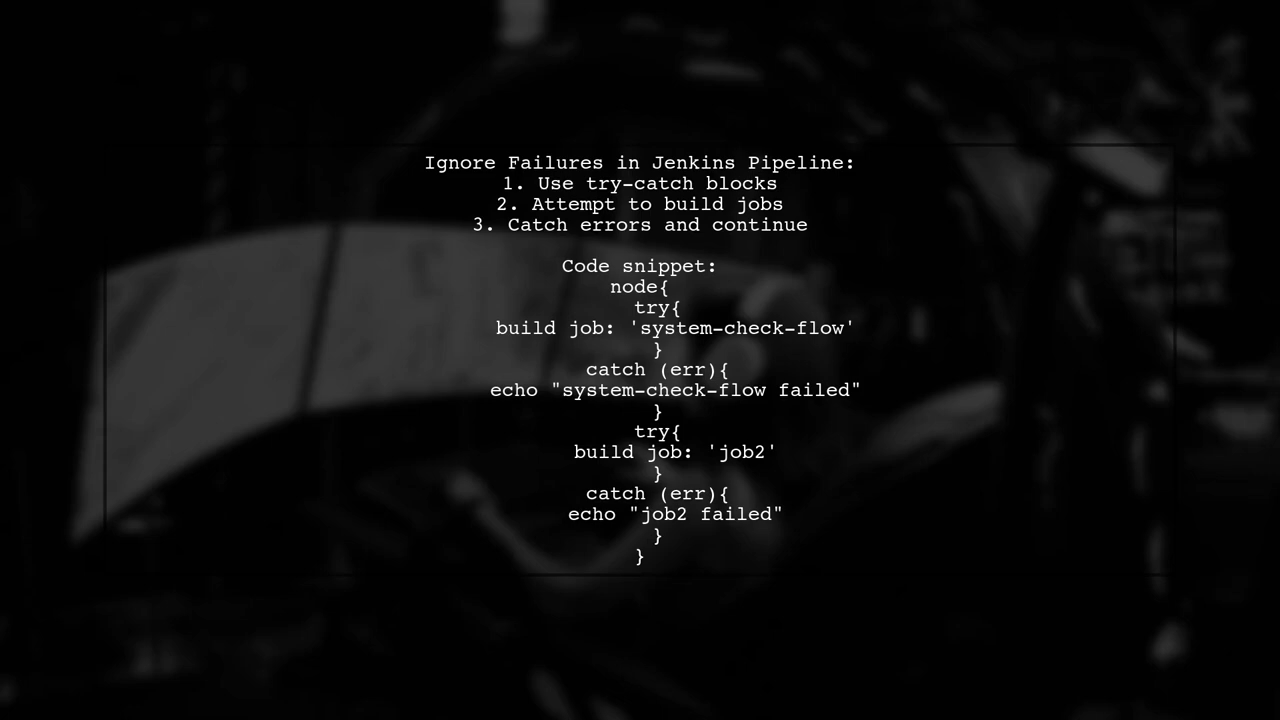 Ignore Failures in Jenkins Pipeline:
1. Use try-catch blocks
2. Attempt to build jobs
3. Catch errors and continue
Code snippet:
node{
try{
build job: 'system-check-flow'
}
catch (err){
echo "system-check-flow failed"
}
try{
build job: 'job2'
}
catch (err){
echo "job2 failed"
}
}